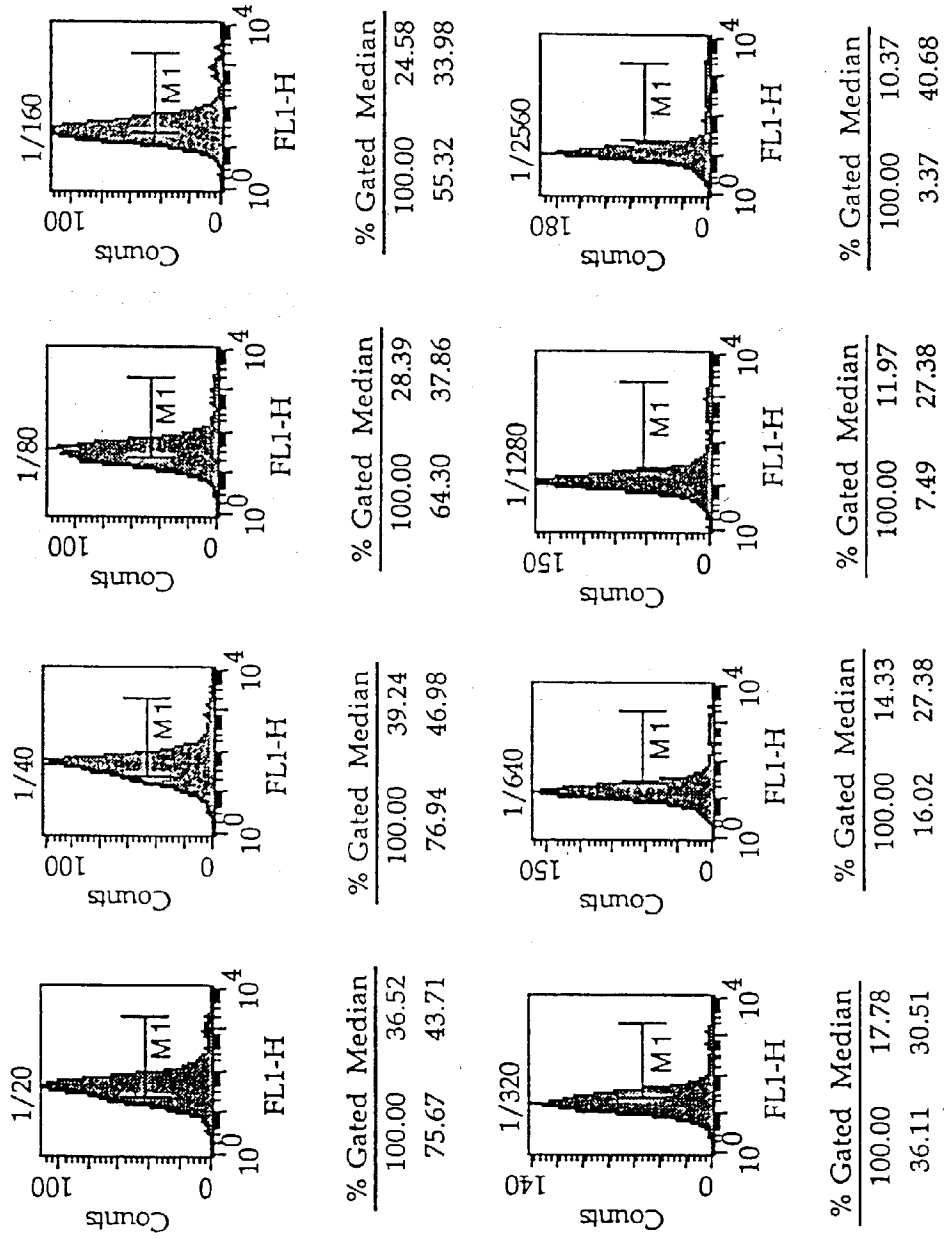 1/20
Counts
100
0
10^0
10^4
M1
FL1-H
% Gated Median
100.00 36.52
75.67 43.71
1/40
Counts
100
0
10^0
10^4
M1
FL1-H
% Gated Median
100.00 39.24
76.94 46.98
1/80
Counts
100
0
10^0
10^4
M1
FL1-H
% Gated Median
100.00 28.39
64.30 37.86
1/160
Counts
100
0
10^0
10^4
M1
FL1-H
% Gated Median
100.00 24.58
55.32 33.98
1/320
Counts
140
0
10^0
10^4
M1
FL1-H
% Gated Median
100.00 17.78
36.11 30.51
1/640
Counts
150
0
10^0
10^4
M1
FL1-H
% Gated Median
100.00 14.33
16.02 27.38
1/1280
Counts
150
0
10^0
10^4
M1
FL1-H
% Gated Median
100.00 11.97
7.49 27.38
1/2560
Counts
180
0
10^0
10^4
M1
FL1-H
% Gated Median
100.00 10.37
3.37 40.68